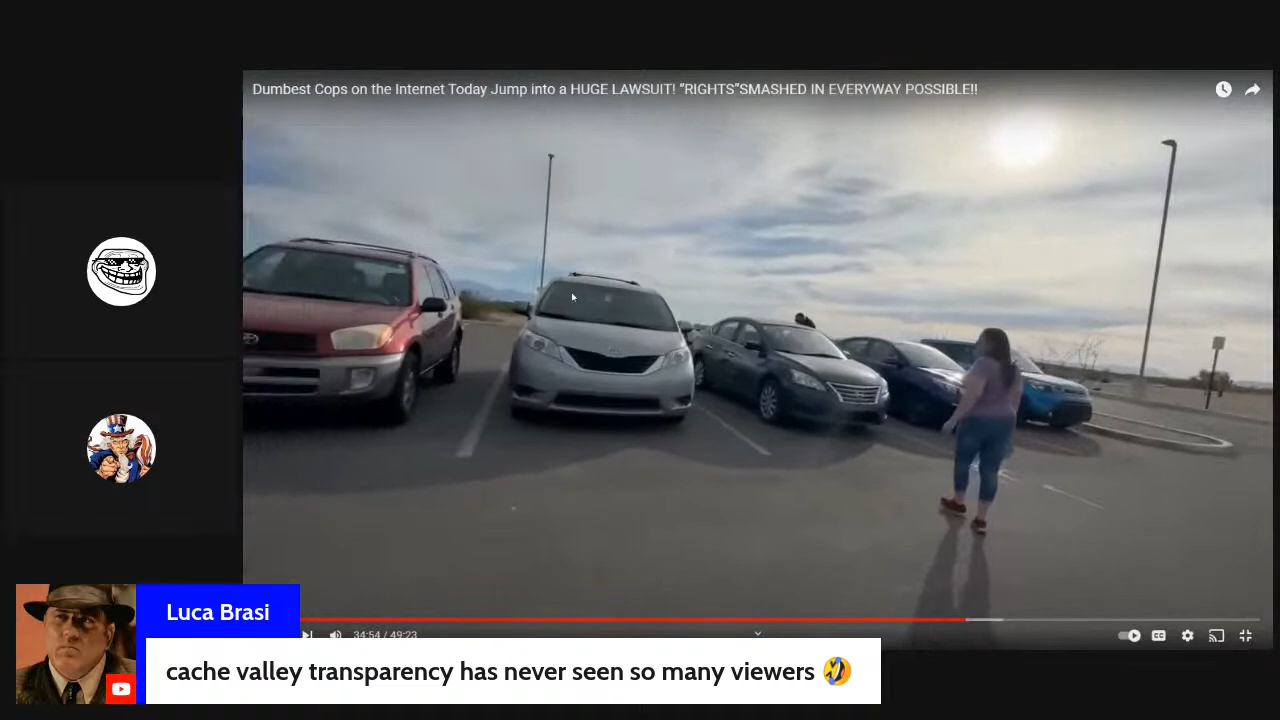 Dumbest Cops on the Internet Today Jump into a HUGE LAWSUIT! “RIGHTS”SMASHED IN EVERYWAY POSSIBLE!!
Luca Brasi
34:54 / 49:23
CC
cache valley transparency has never seen so many viewers 🤣